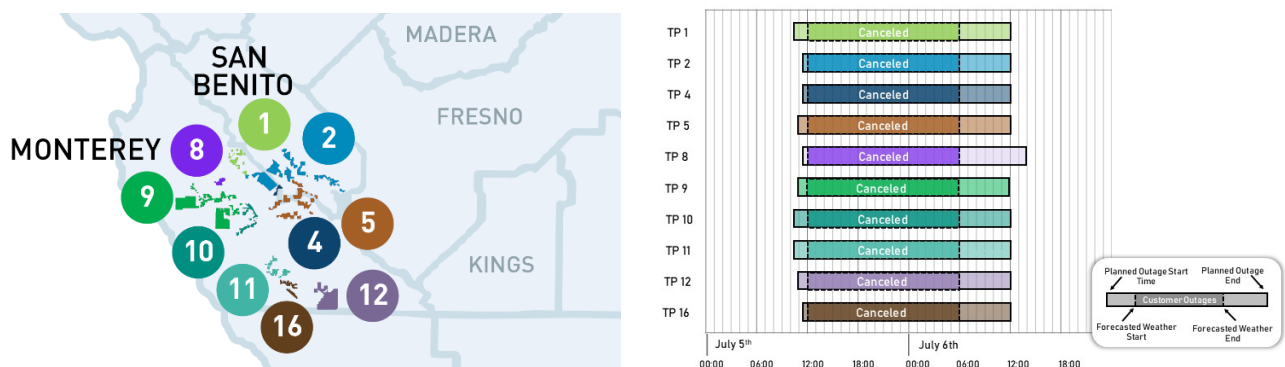 MADERA
SAN
BENITO
FRESNO
1
2
MONTEREY
8
9
5
4
10
KINGS
11
12
16
TP 1
Canceled
TP 2
Canceled
TP 4
Canceled
TP 5
Canceled
TP 8
Canceled
TP 9
Canceled
TP 10
Canceled
TP 11
Canceled
TP 12
Canceled
TP 16
Canceled
July 5th
July 6th
00:00
06:00
12:00
18:00
00:00
06:00
12:00
18:00
Planned Outage Start
Time
Planned Outage
End
Customer Outages
Forecasted Weather
Start
Forecasted Weather
End